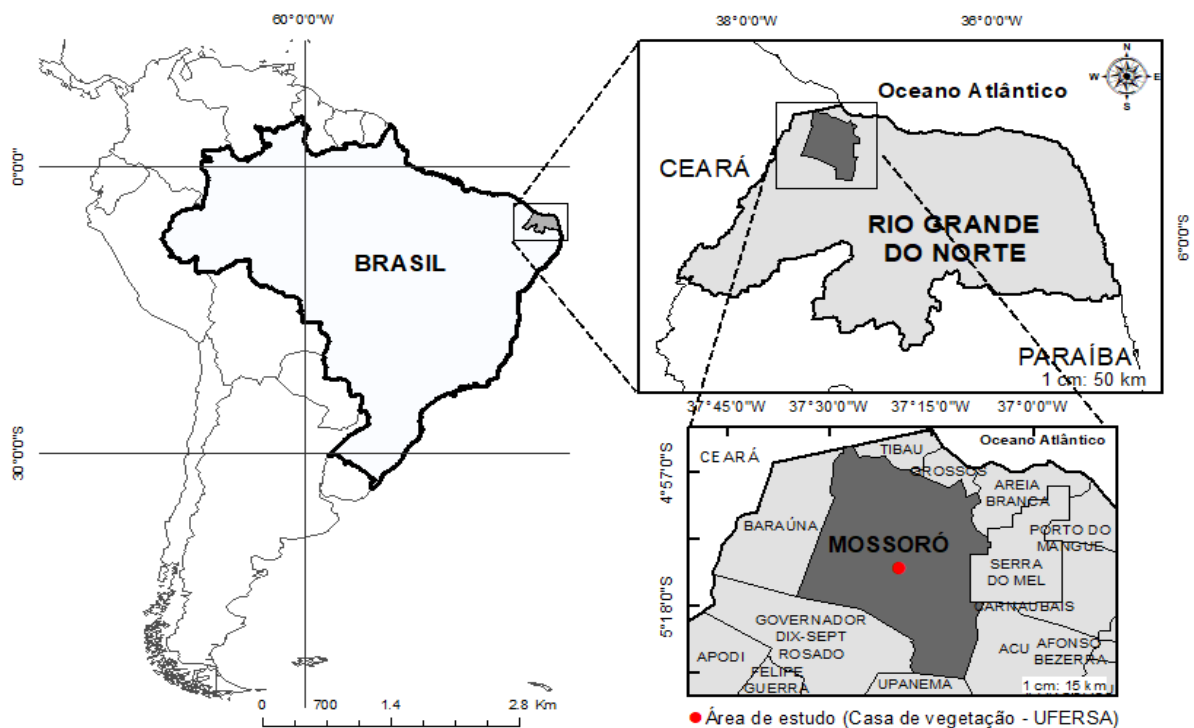 60°0'0"W
0°0'0"
30°0'0"S
BRASIL
0 700 1.4 2.8 Km
38°0'0"W 36°0'0"W
N
W E
S
Oceano Atlântico
CEARÁ
RIO GRANDE
DO NORTE
6°0'0"S
PARAÍBA
1 cm: 50 km
37°45'0"W 37°30'0"W 37°15'0"W 37°0'0"W
Oceano Atlântico
CEARÁ
TIBAU
GROSSOS
4°57'0"S
AREIA
BRANCA
BARAÚNA
PORTO DO
MANGUE
MOSSORÓ
SERRA
DO MEL
5°18'0"S
CARNAUBAIS
GOVERNADOR
DIX-SEPT
ROSADO
ACU
AFONSO
BEZERRA
APODI
FELIPE
GUERRA
UPANEMA
1 cm: 15 km
Área de estudo (Casa de vegetação - UFERSA)